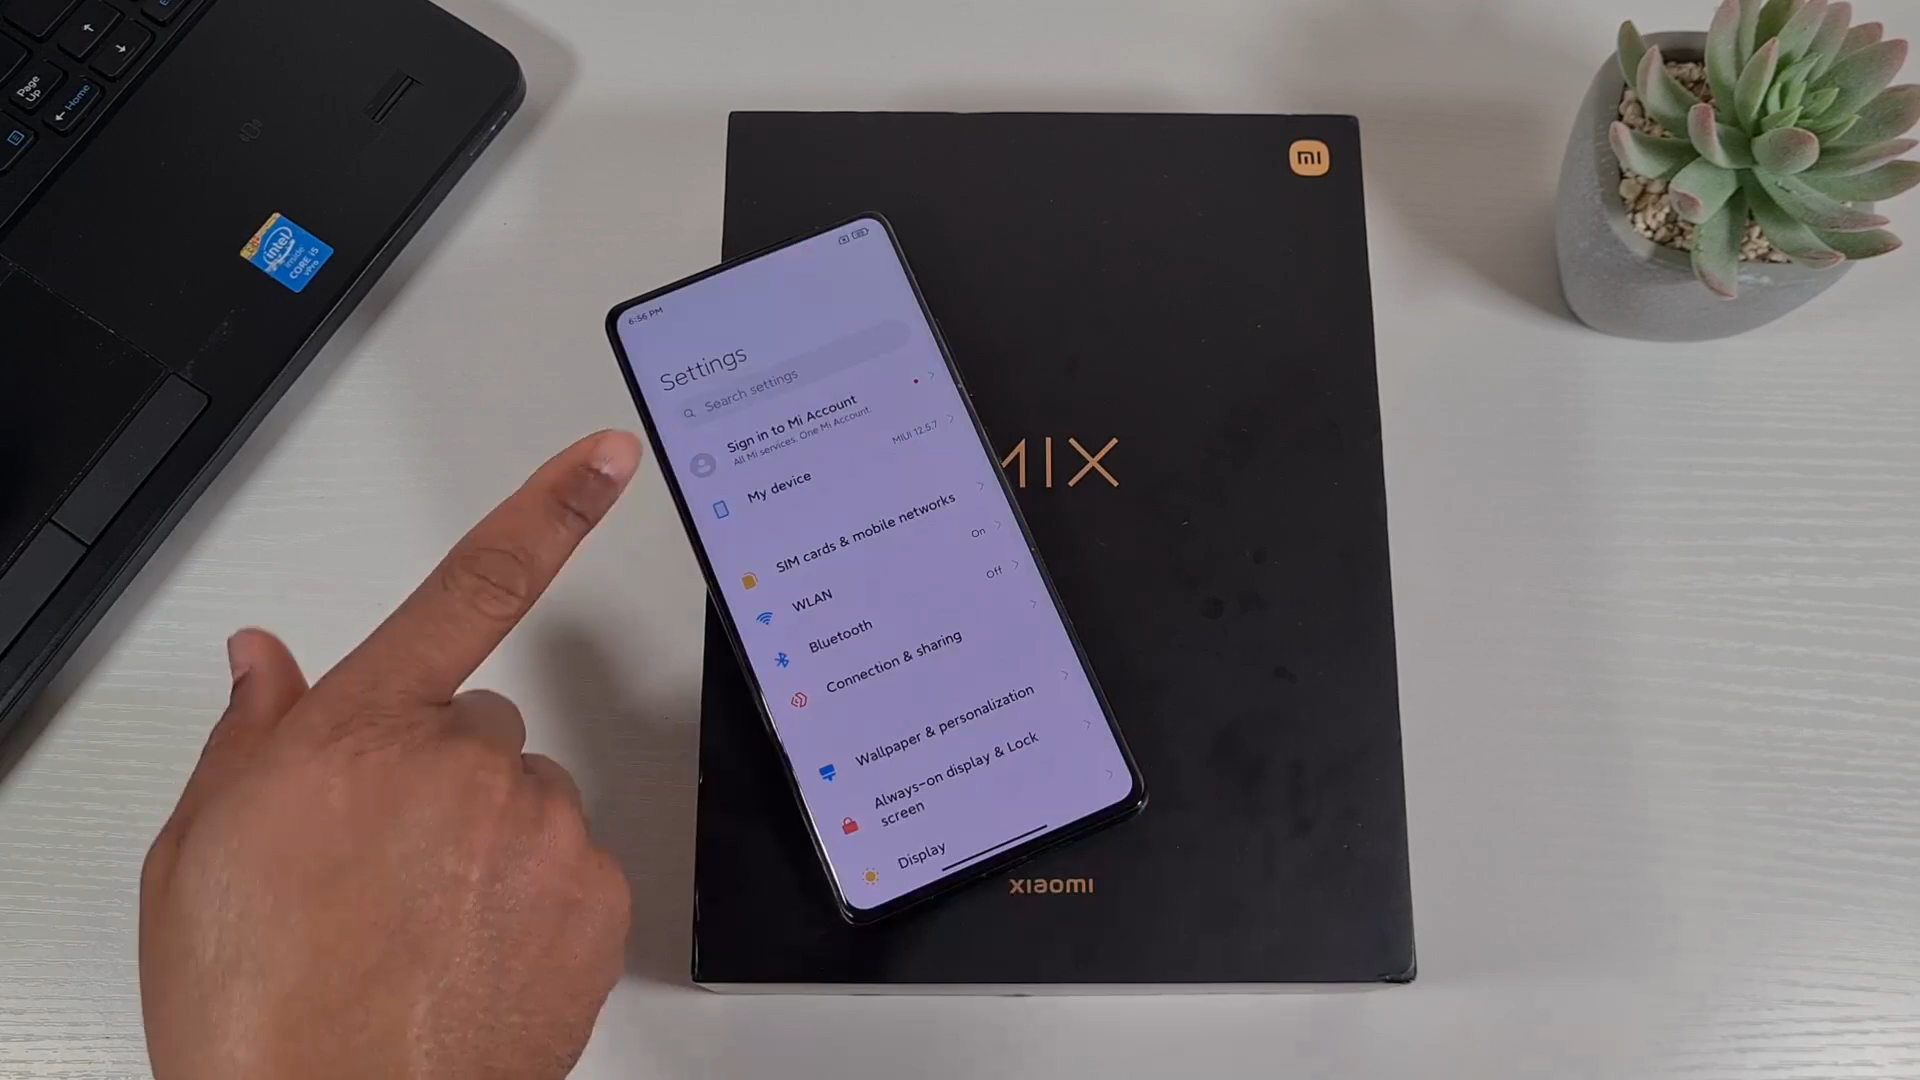 Page
Up
Home
intel
inside
CORE i5
vPro
mi
6:56 PM
Settings
Search settings
Sign in to Mi Account
All Mi services. One Mi Account.
My device
MIUI 12.5.7
SIM cards & mobile networks
WLAN
On
Bluetooth
Off
Connection & sharing
Wallpaper & personalization
Always-on display & Lock
screen
Display
MIX
xiaomi